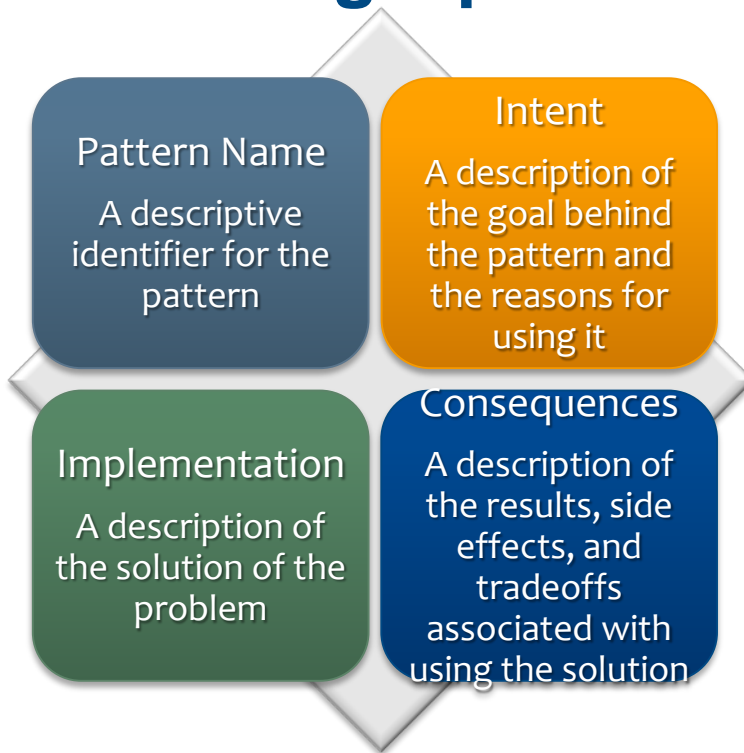 Pattern Name
A descriptive
identifier for the
pattern
Intent
A description of
the goal behind
the pattern and
the reasons for
using it
Implementation
A description of
the solution of the
problem
Consequences
A description of
the results, side
effects, and
tradeoffs
associated with
using the solution